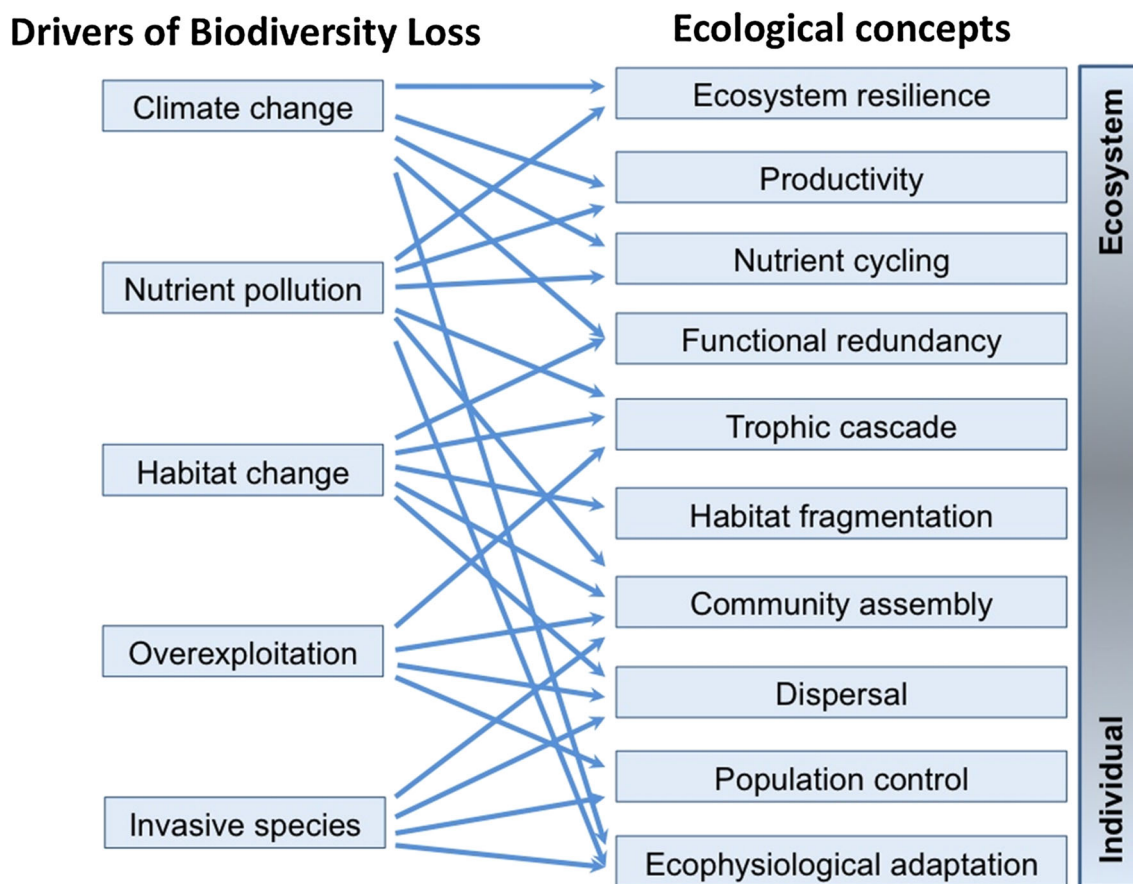 Drivers of Biodiversity Loss
Ecological concepts
Climate change
Nutrient pollution
Habitat change
Overexploitation
Invasive species
Ecosystem resilience
Productivity
Nutrient cycling
Functional redundancy
Trophic cascade
Habitat fragmentation
Community assembly
Dispersal
Population control
Ecophysiological adaptation
Ecosystem
Individual